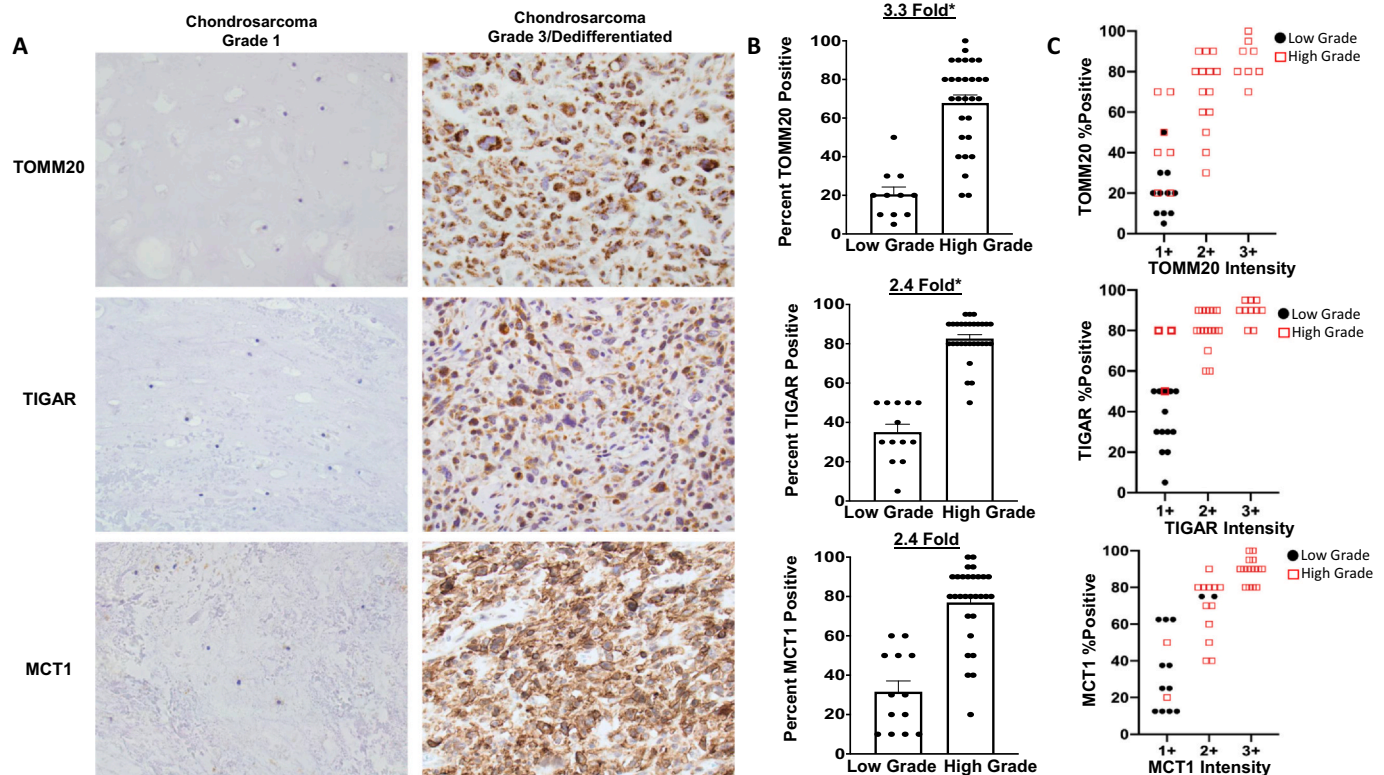 A
Chondrosarcoma
Grade 1
Chondrosarcoma
Grade 3/Dedifferentiated
TOMM20
TIGAR
MCT1
B
3.3 Fold*
Percent TOMM20 Positive
100
80
60
40
20
0
Low Grade High Grade
2.4 Fold*
Percent TIGAR Positive
100
80
60
40
20
0
Low Grade High Grade
2.4 Fold
Percent MCT1 Positive
100
80
60
40
20
0
Low Grade High Grade
C
TOMM20 %Positive
100
80
60
40
20
0
1+ 2+ 3+
TOMM20 Intensity
Low Grade
High Grade
TIGAR %Positive
100
80
60
40
20
0
1+ 2+ 3+
TIGAR Intensity
Low Grade
High Grade
MCT1 %Positive
100
80
60
40
20
0
1+ 2+ 3+
MCT1 Intensity
Low Grade
High Grade